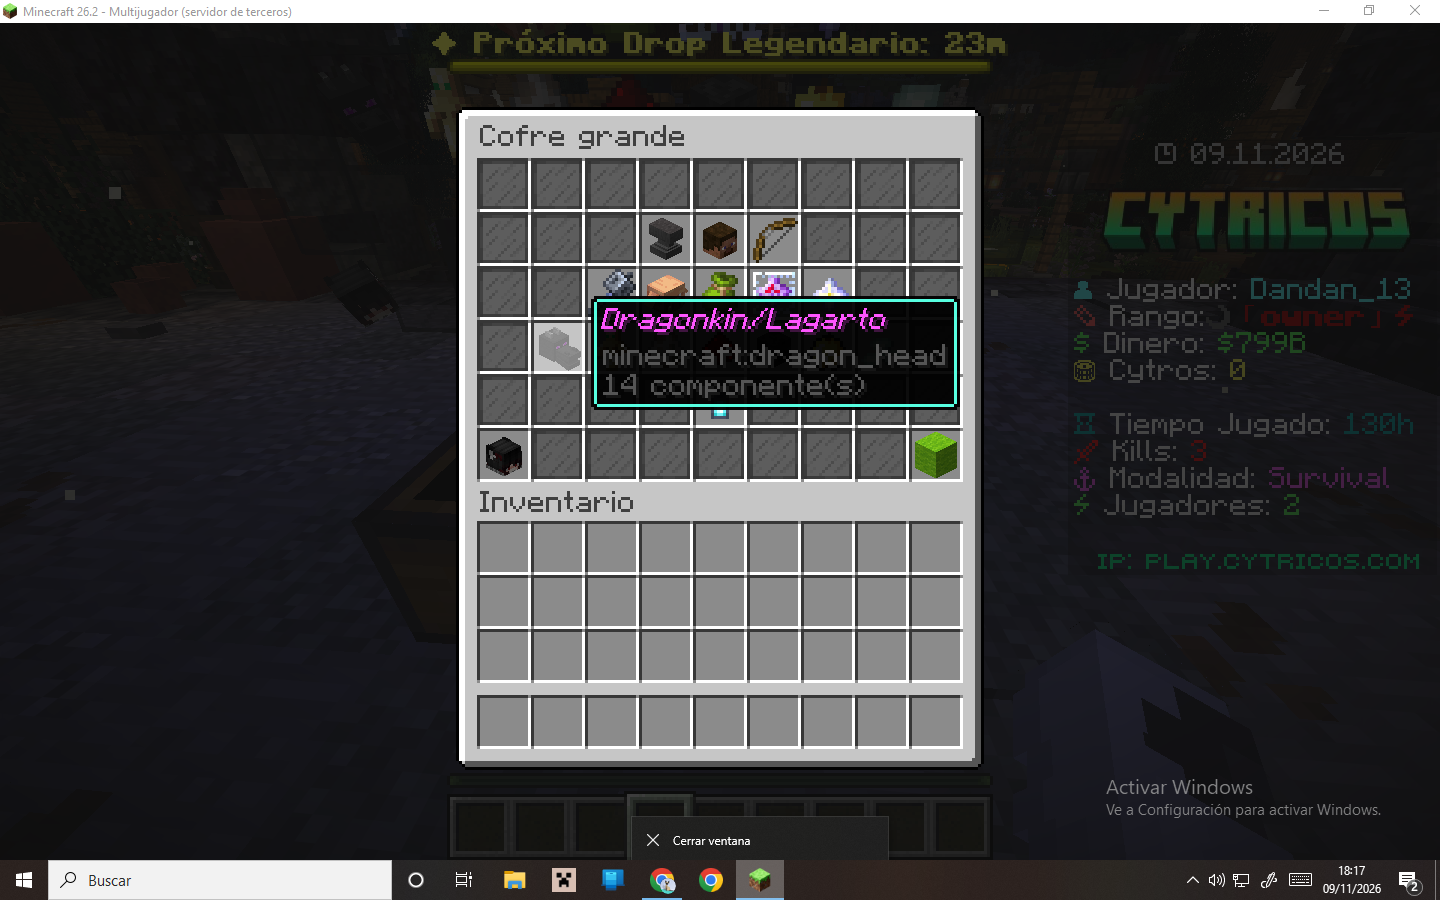 Minecraft 26.2 - Multijugador (servidor de terceros)
Próximo Drop Legendario: 23m
Cofre grande
Dragonkin./Lagarto
minecraft:dragon_head
14 componente(s)
Inventario
09.11.2026
CYTRICOS
Jugador: Dandan_13
Rango: 「owner」
Dinero: $799B
Cytros: 0
Tiempo Jugado: 130h
Kills: 3
Modalidad: Survival
Jugadores: 2
IP: PLAY.CYTRICOS.COM
Activar Windows
Ve a Configuración para activar Windows.
Cerrar ventana
Buscar
18:17
09/11/2026
2